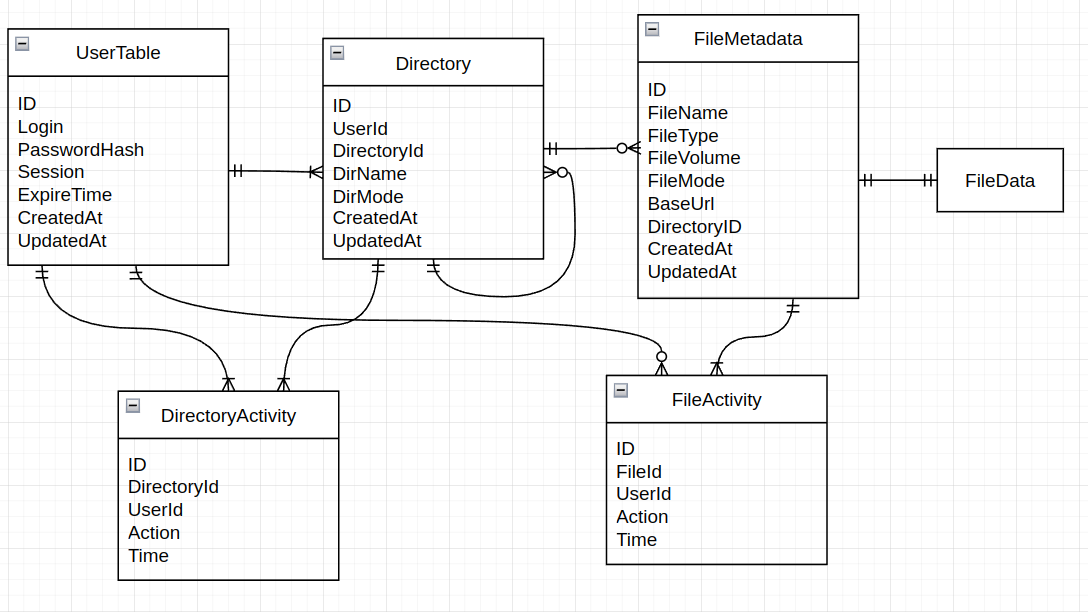 UserTable
ID
Login
PasswordHash
Session
ExpireTime
CreatedAt
UpdatedAt
Directory
ID
UserId
DirectoryId
DirName
DirMode
CreatedAt
UpdatedAt
FileMetadata
ID
FileName
FileType
FileVolume
FileMode
BaseUrl
DirectoryID
CreatedAt
UpdatedAt
FileData
DirectoryActivity
ID
DirectoryId
UserId
Action
Time
FileActivity
ID
FileId
UserId
Action
Time